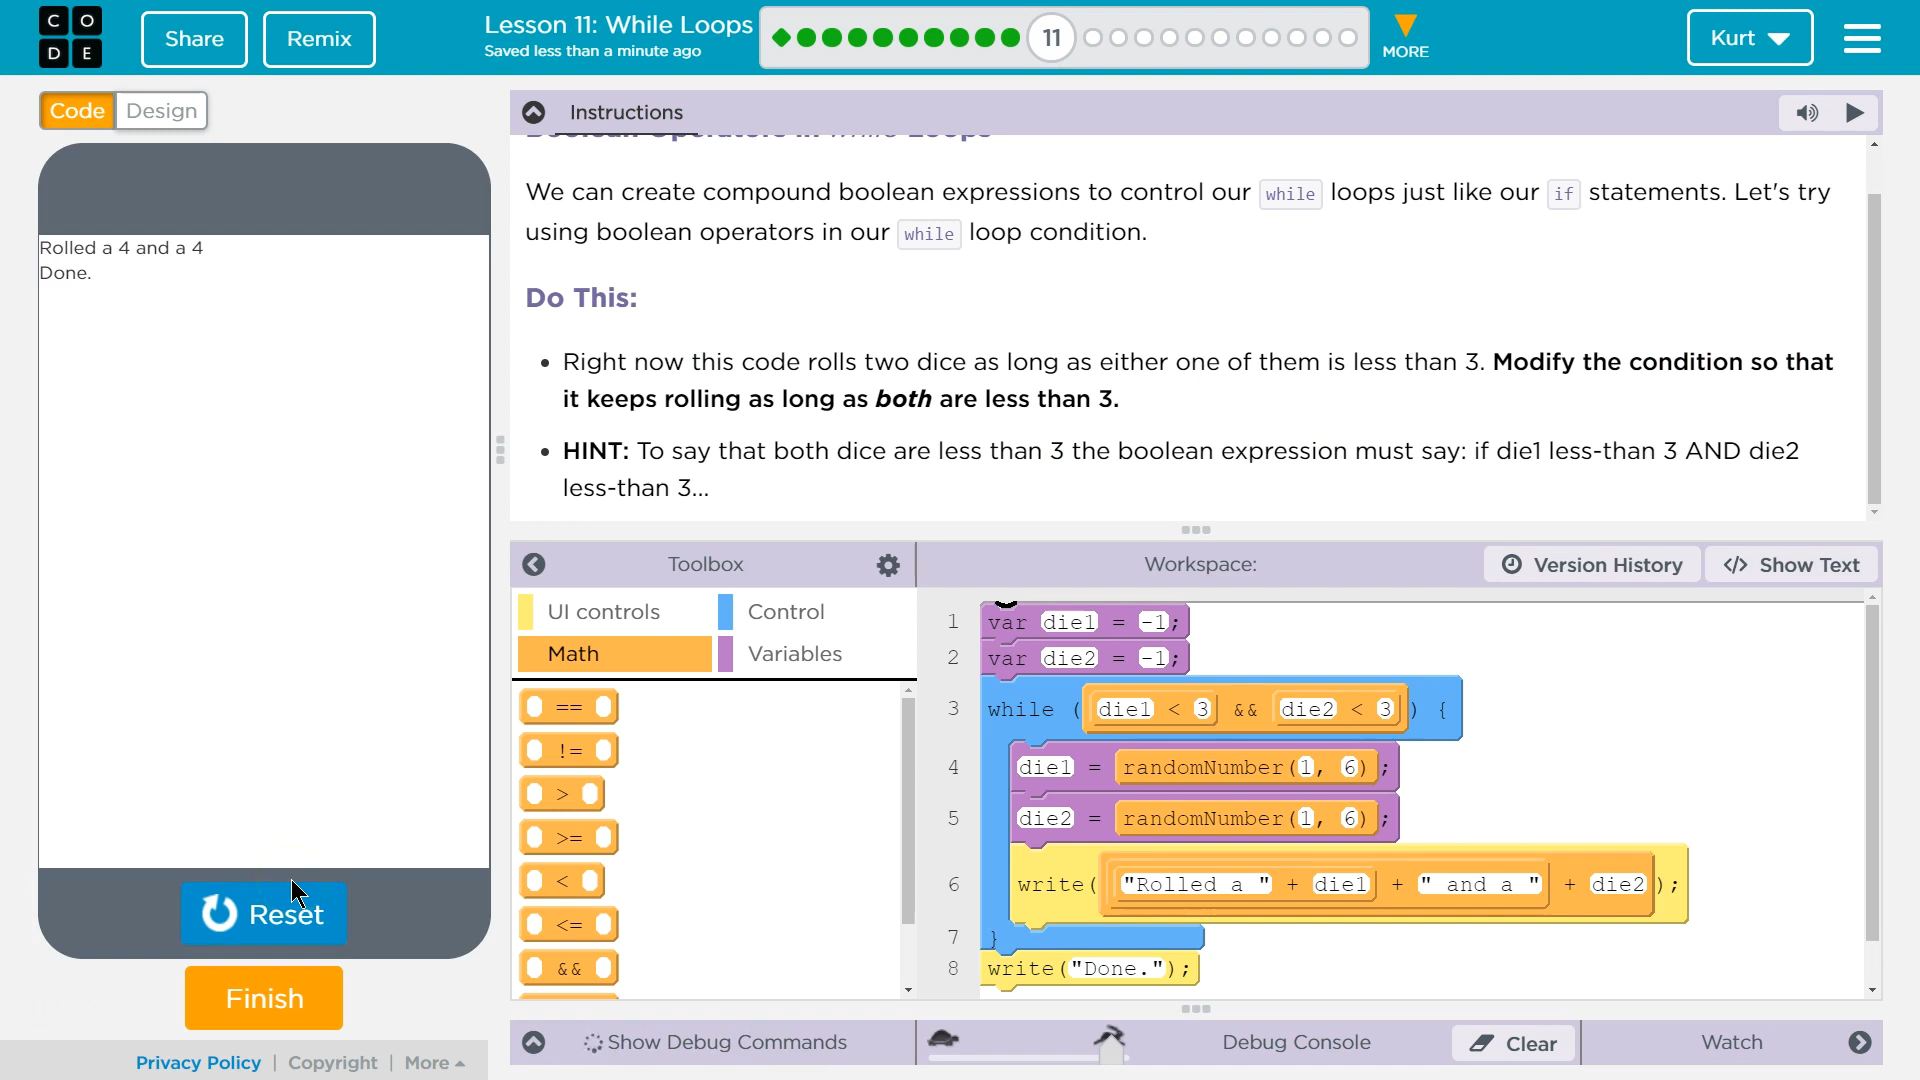 CODE
Share
Remix
Lesson 11: While Loops
Saved less than a minute ago
11
MORE
Kurt
Code
Design
Rolled a 4 and a 4
Done.
Reset
Finish
Privacy Policy | Copyright | More
Instructions
Boolean Operators in While Loops
We can create compound boolean expressions to control our while loops just like our if statements. Let's try
using boolean operators in our while loop condition.
Do This:
• Right now this code rolls two dice as long as either one of them is less than 3. Modify the condition so that
it keeps rolling as long as both are less than 3.
• HINT: To say that both dice are less than 3 the boolean expression must say: if die1 less-than 3 AND die2
less-than 3...
Toolbox
UI controls
Control
Math
Variables
==
!=
>
>=
<
<=
&&
Workspace:
Version History
Show Text
1 var die1 = -1;
2 var die2 = -1;
3 while (die1 < 3 && die2 < 3) {
4 die1 = randomNumber(1, 6);
5 die2 = randomNumber(1, 6);
6 write("Rolled a " + die1 + " and a " + die2);
7 }
8 write("Done.");
Show Debug Commands
Debug Console
Clear
Watch